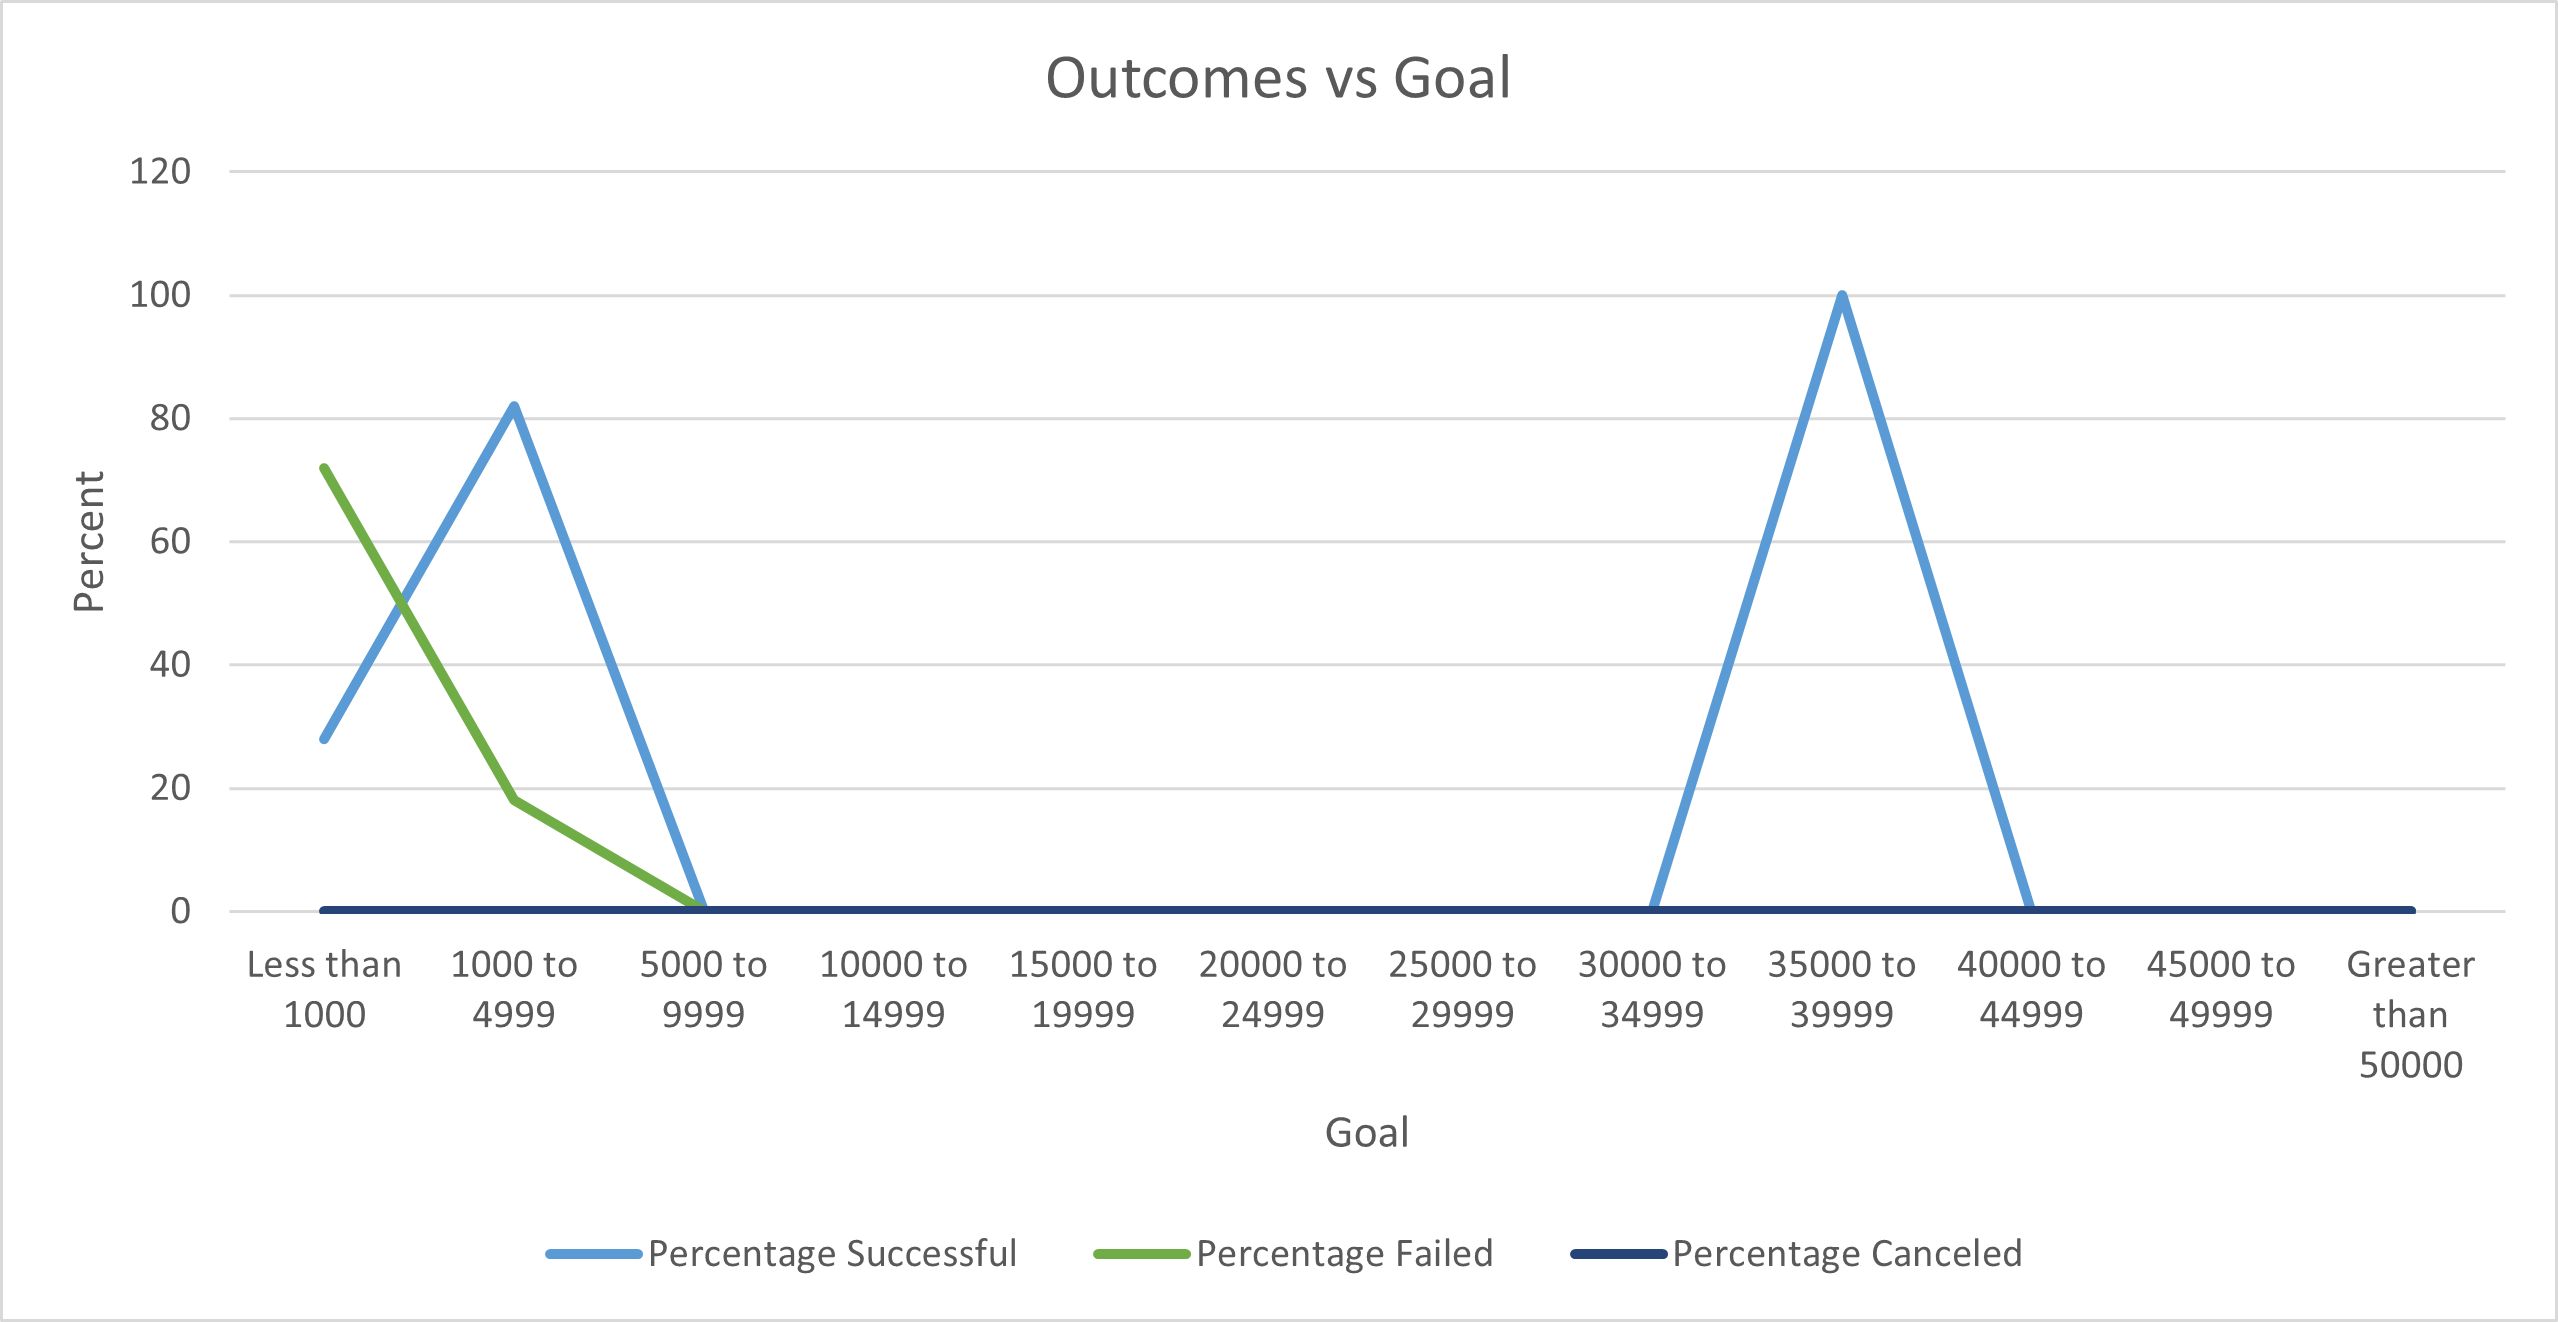 Outcomes vs Goal
120
100
80
60
40
20
0
Percent
Less than
1000
1000 to
4999
5000 to
9999
10000 to
14999
15000 to
19999
20000 to
24999
25000 to
29999
30000 to
34999
35000 to
39999
40000 to
44999
45000 to
49999
Greater
than
50000
Goal
Percentage Successful
Percentage Failed
Percentage Canceled